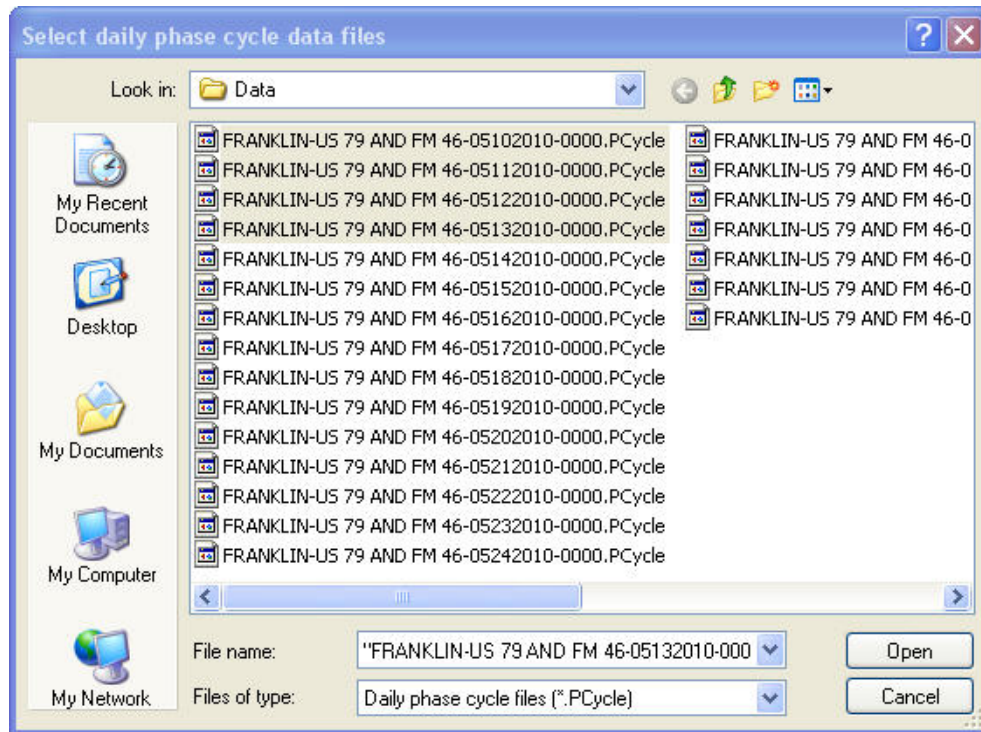 Select daily phase cycle data files
Look in:
Data
My Recent
Documents
Desktop
My Documents
My Computer
My Network
FRANKLIN-US 79 AND FM 46-05102010-0000.PCycle
FRANKLIN-US 79 AND FM 46-05112010-0000.PCycle
FRANKLIN-US 79 AND FM 46-05122010-0000.PCycle
FRANKLIN-US 79 AND FM 46-05132010-0000.PCycle
FRANKLIN-US 79 AND FM 46-05142010-0000.PCycle
FRANKLIN-US 79 AND FM 46-05152010-0000.PCycle
FRANKLIN-US 79 AND FM 46-05162010-0000.PCycle
FRANKLIN-US 79 AND FM 46-05172010-0000.PCycle
FRANKLIN-US 79 AND FM 46-05182010-0000.PCycle
FRANKLIN-US 79 AND FM 46-05192010-0000.PCycle
FRANKLIN-US 79 AND FM 46-05202010-0000.PCycle
FRANKLIN-US 79 AND FM 46-05212010-0000.PCycle
FRANKLIN-US 79 AND FM 46-05222010-0000.PCycle
FRANKLIN-US 79 AND FM 46-05232010-0000.PCycle
FRANKLIN-US 79 AND FM 46-05242010-0000.PCycle
FRANKLIN-US 79 AND FM 46-0
FRANKLIN-US 79 AND FM 46-0
FRANKLIN-US 79 AND FM 46-0
FRANKLIN-US 79 AND FM 46-0
FRANKLIN-US 79 AND FM 46-0
FRANKLIN-US 79 AND FM 46-0
FRANKLIN-US 79 AND FM 46-0
File name:
"FRANKLIN-US 79 AND FM 46-05132010-000
Open
Files of type:
Daily phase cycle files (*.PCycle)
Cancel